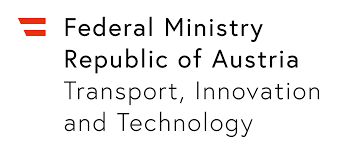 Federal Ministry
Republic of Austria
Transport, Innovation
and Technology